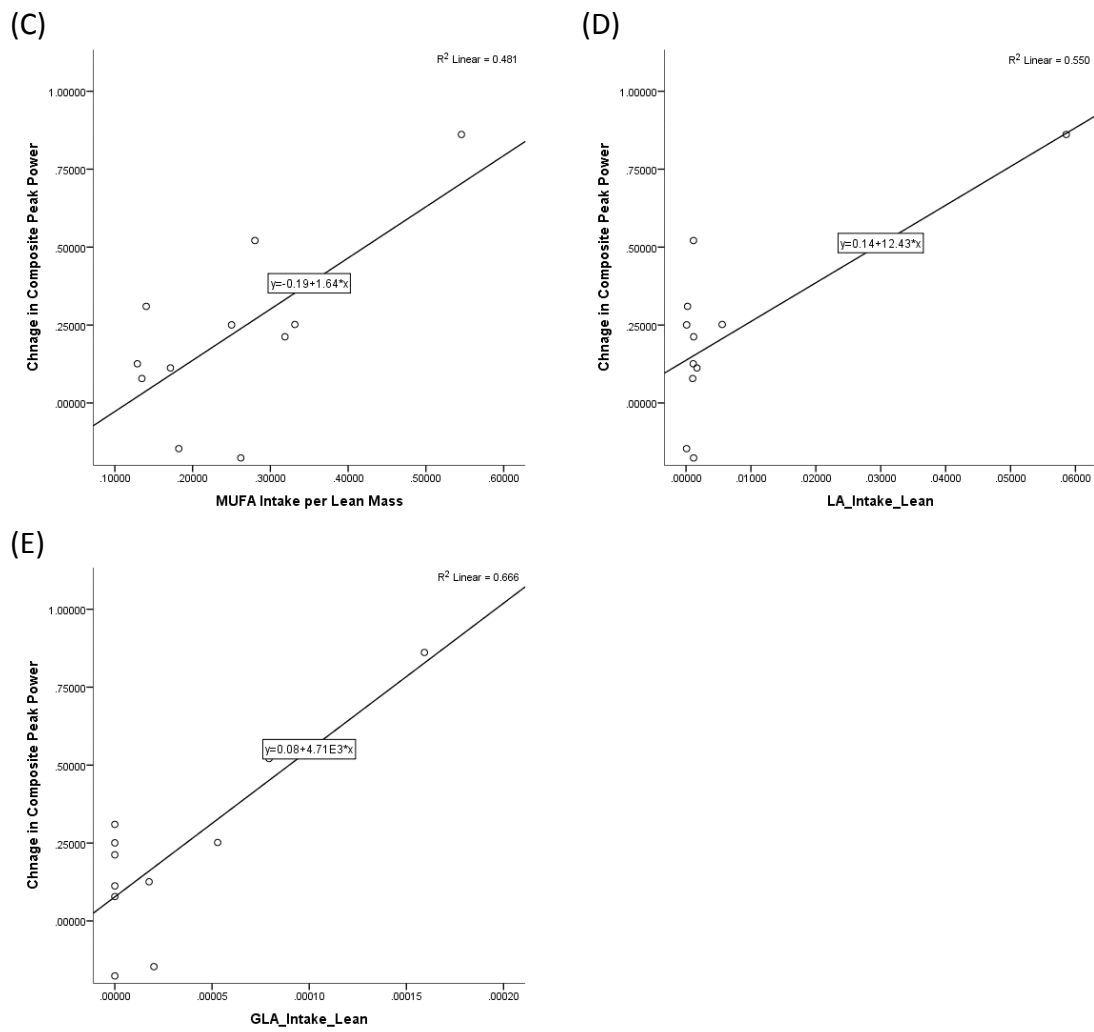 (C)
R2 Linear = 0.481
1.00000
.75000
.50000
.25000
.00000
Chnage in Composite Peak Power
y=-0.19+1.64*x
.10000 .20000 .30000 .40000 .50000 .60000
MUFA Intake per Lean Mass
(D)
R2 Linear = 0.550
1.00000
.75000
.50000
.25000
.00000
Chnage in Composite Peak Power
y=0.14+12.43*x
.00000 .01000 .02000 .03000 .04000 .05000 .06000
LA_Intake_Lean
(E)
R2 Linear = 0.666
1.00000
.75000
.50000
.25000
.00000
Chnage in Composite Peak Power
y=0.08+4.71E3*x
.00000 .00005 .00010 .00015 .00020
GLA_Intake_Lean